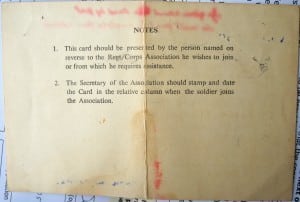 NOTES
1. This card should be presented by the person named on
reverse to the Regt/Corps Association he wishes to join
or from which he requires assistance.
2. The Secretary of the Association should stamp and date
the Card in the relative column when the soldier joins
the Association.